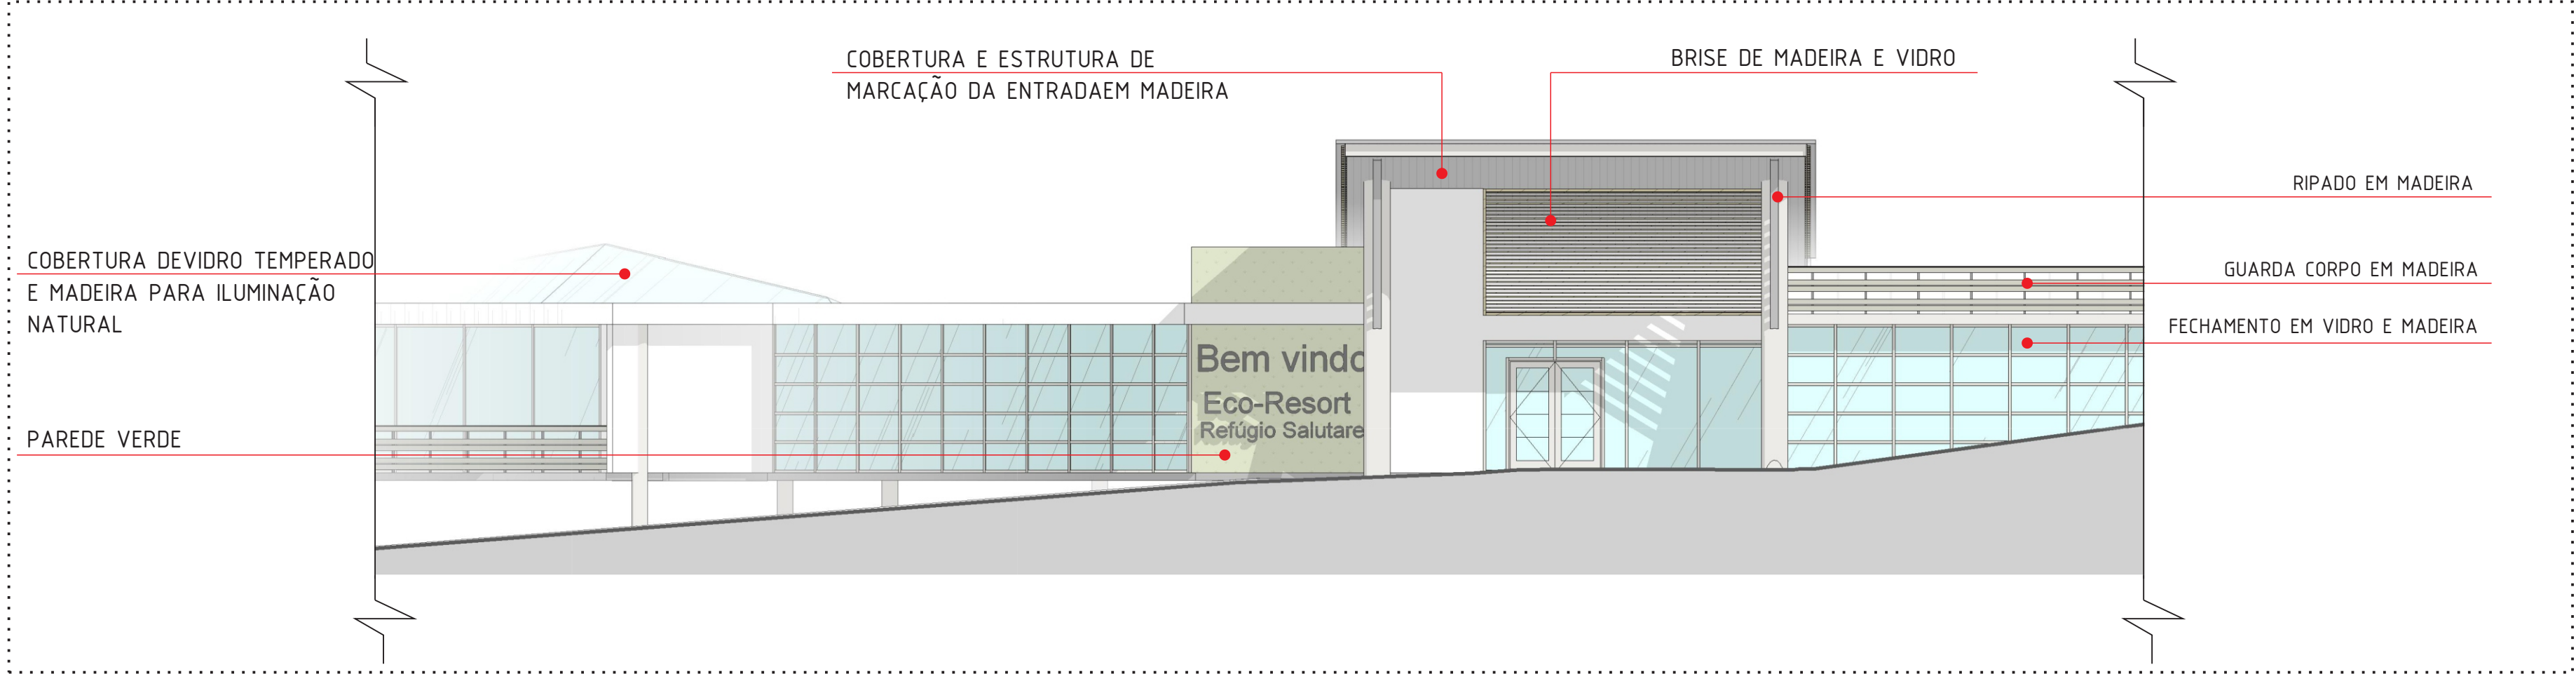 COBERTURA E ESTRUTURA DE
MARCAÇÃO DA ENTRADAEM MADEIRA
BRISE DE MADEIRA E VIDRO
RIPADO EM MADEIRA
GUARDA CORPO EM MADEIRA
FECHAMENTO EM VIDRO E MADEIRA
COBERTURA DEVIDRO TEMPERADO
E MADEIRA PARA ILUMINAÇÃO
NATURAL
PAREDE VERDE
Bem vindo
Eco-Resort
Refúgio Salutare